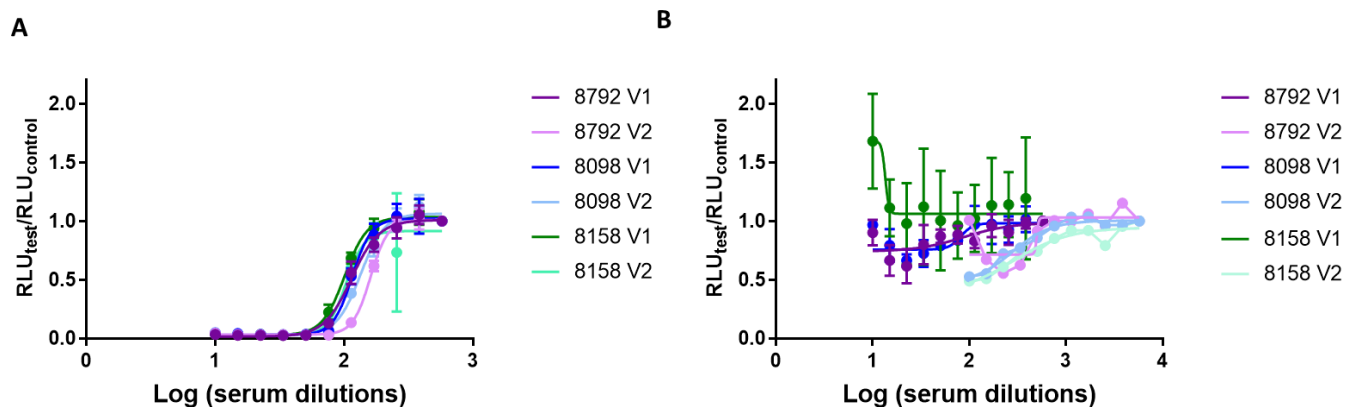 A
RLUtest/RLUcontrol
2.0
1.5
1.0
0.5
0.0
0 1 2 3
Log (serum dilutions)
8792 V1
8792 V2
8098 V1
8098 V2
8158 V1
8158 V2
B
RLUtest/RLUcontrol
2.0
1.5
1.0
0.5
0.0
0 1 2 3 4
Log (serum dilutions)
8792 V1
8792 V2
8098 V1
8098 V2
8158 V1
8158 V2